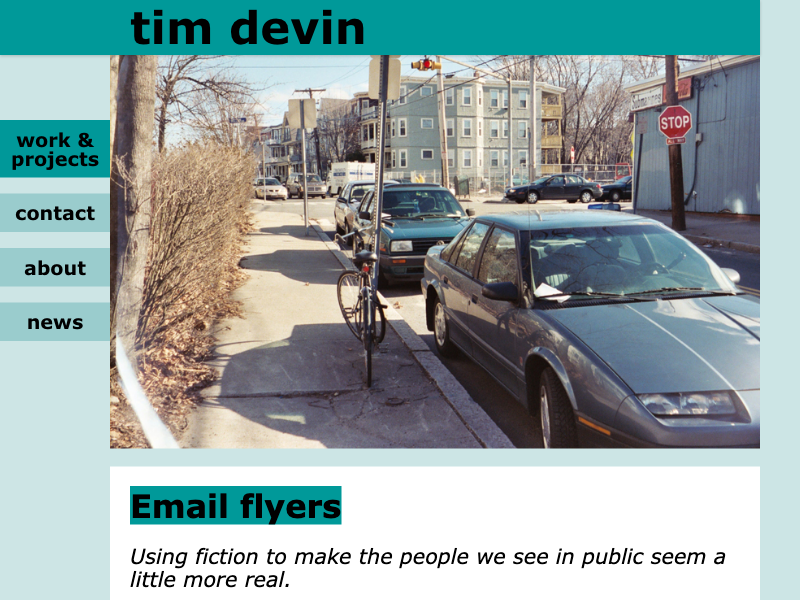 tim devin
work &
projects
contact
about
news
STOP
Email flyers
Using fiction to make the people we see in public seem a
little more real.